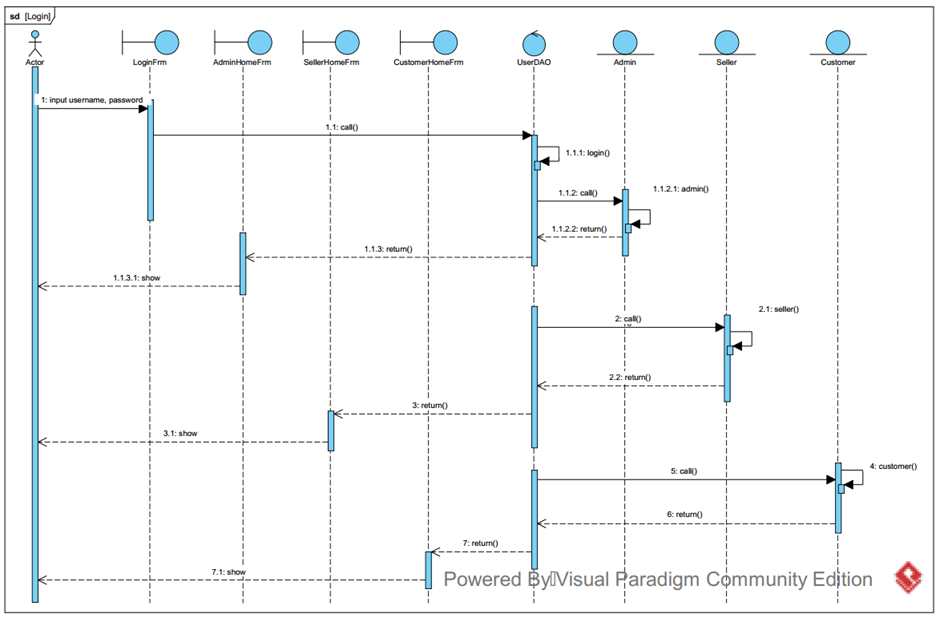 sd [Login]
Actor
LoginFrm
AdminHomeFrm
SellerHomeFrm
CustomerHomeFrm
UserDAO
Admin
Seller
Customer
1: input username, password
1.1: call()
1.1.1: login()
1.1.2: call()
1.1.2.1: admin()
1.1.2.2: return()
1.1.3: return()
1.1.3.1: show
2: call()
2.1: seller()
2.2: return()
3: return()
3.1: show
4: customer()
5: call()
6: return()
7: return()
7.1: show
Powered By Visual Paradigm Community Edition